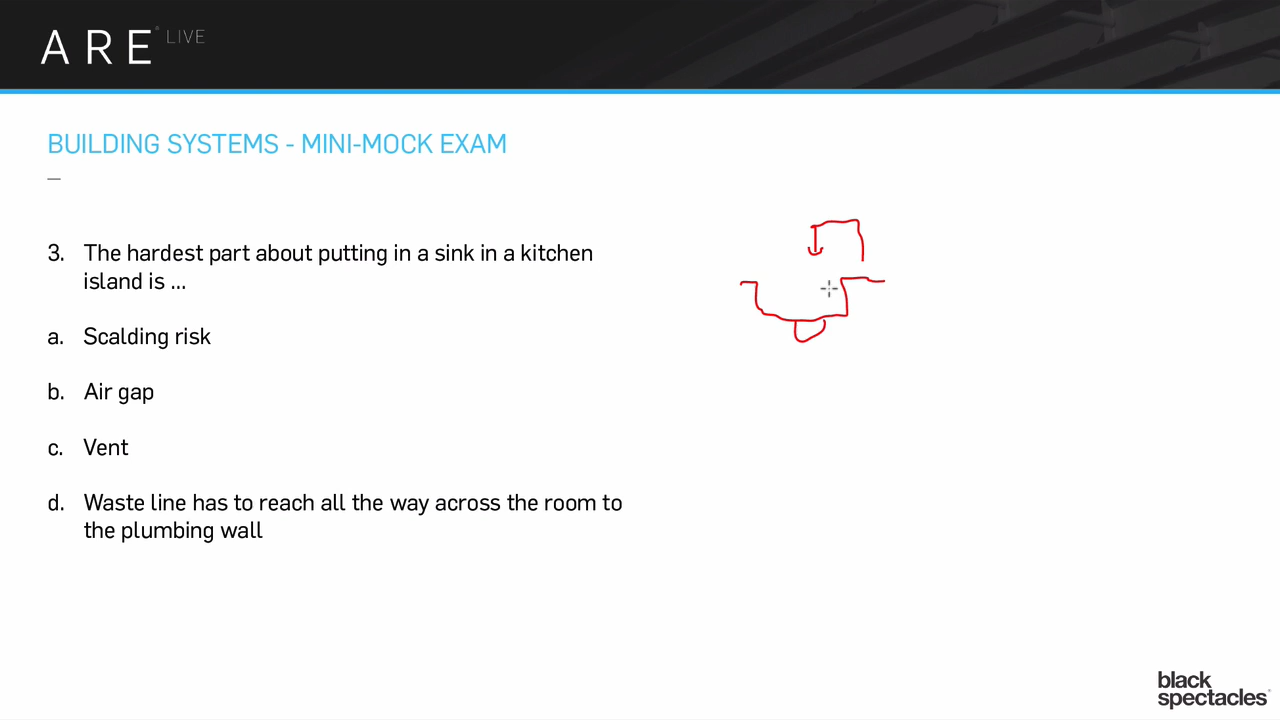 ARE® LIVE
BUILDING SYSTEMS - MINI-MOCK EXAM
—
3. The hardest part about putting in a sink in a kitchen
island is ...
a. Scalding risk
b. Air gap
c. Vent
d. Waste line has to reach all the way across the room to
the plumbing wall
black
spectacles®